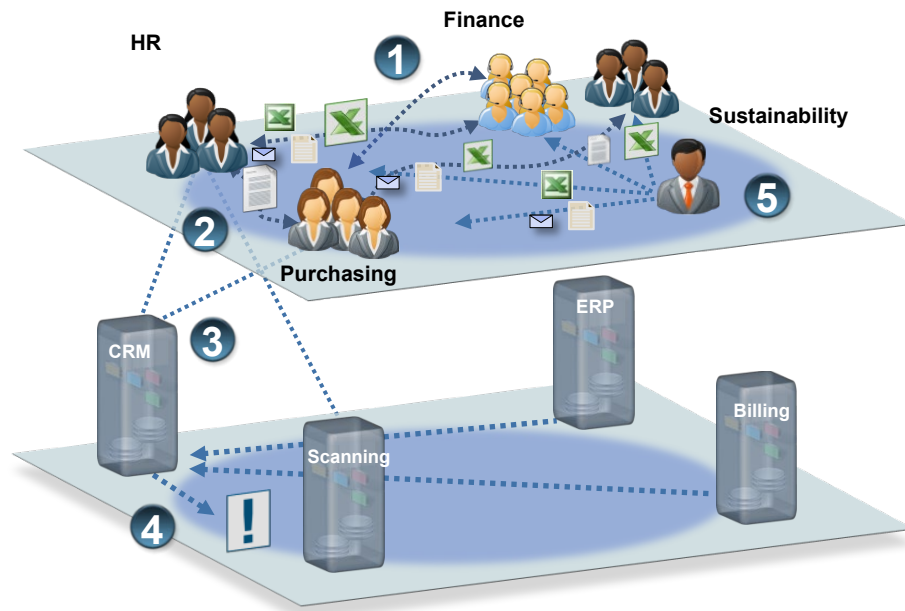 Finance
HR
1
Sustainability
5
2
Purchasing
ERP
3
CRM
Billing
Scanning
4
!